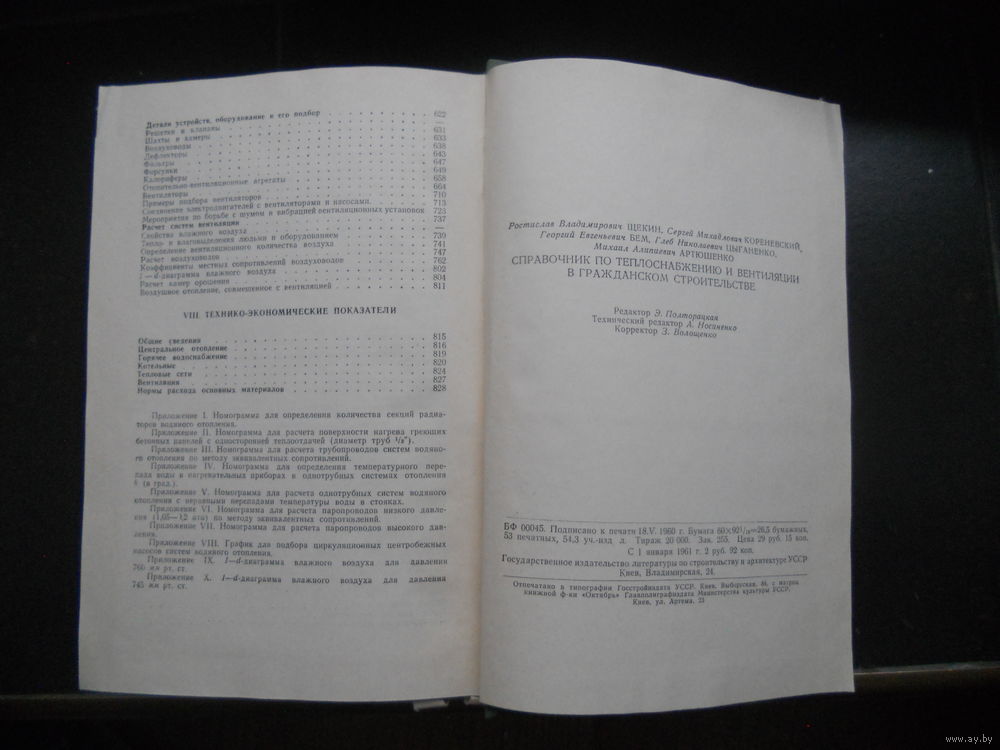 Детали устройств, оборудование и его подбор . . . 622
Решетки и клапаны . . . —
Шахты и камеры . . . 631
Воздуховоды . . . 633
Дефлекторы . . . 638
Фильтры . . . 643
Форсунки . . . 647
Калориферы . . . 649
Отопительно-вентиляционные агрегаты . . . 658
Вентиляторы . . . 664
Примеры подбора вентиляторов . . . 710
Соединение электродвигателей с вентиляторами и насосами. . . 713
Мероприятия по борьбе с шумом и вибрацией вентиляционных установок 723
Расчет систем вентиляции . . . 737
Свойства влажного воздуха . . . —
Тепло- и влаговыделения людьми и оборудованием . . . 739
Определение вентиляционного количества воздуха . . . 741
Расчет воздуховодов . . . 747
Коэффициенты местных сопротивлений воздуховодов . . . 762
I—d-диаграмма влажного воздуха . . . 802
Расчет камер орошения . . . 804
Воздушное отопление, совмещенное с вентиляцией . . . 811
VIII. ТЕХНИКО-ЭКОНОМИЧЕСКИЕ ПОКАЗАТЕЛИ
Общие сведения . . . 815
Центральное отопление . . . 816
Горячее водоснабжение . . . 819
Котельные . . . 820
Тепловые сети . . . 824
Вентиляция . . . 827
Нормы расхода основных материалов . . . 828
Приложение I. Номограмма для определения количества секций радиа-
торов водяного отопления.
Приложение II. Номограмма для расчета поверхности нагрева греющих
бетонных панелей с односторонней теплоотдачей (диаметр труб ¹/₂").
Приложение III. Номограмма для расчета трубопроводов систем водяно-
го отопления по методу эквивалентных сопротивлений.
Приложение IV. Номограмма для определения температурного пере-
пада воды в нагревательных приборах в однотрубных системах отопления
(в град.).
Приложение V. Номограмма для расчета однотрубных систем водяного
отопления с неравными перепадами температуры воды в стояках.
Приложение VI. Номограмма для расчета паропроводов низкого давле-
ния (1,05—1,2 ата) по методу эквивалентных сопротивлений.
Приложение VII. Номограмма для расчета паропроводов высокого дав-
ления.
Приложение VIII. График для подбора циркуляционных центробежных
насосов систем водяного отопления.
Приложение IX. I—d-диаграмма влажного воздуха для давления
760 мм рт. ст.
Приложение X. I—d-диаграмма влажного воздуха для давления
745 мм рт. ст.
Ростислав Владимирович ЩЕКИН, Сергей Михайлович КОРЕНЕВСКИЙ,
Георгий Евгеньевич БЕМ, Глеб Николаевич ЦЫГАНЕНКО,
Михаил Алипиевич АРТЮШЕНКО
СПРАВОЧНИК ПО ТЕПЛОСНАБЖЕНИЮ И ВЕНТИЛЯЦИИ
В ГРАЖДАНСКОМ СТРОИТЕЛЬСТВЕ
Редактор Э. Полторацкая
Технический редактор А. Носиненко
Корректор З. Волощенко
БФ 00045. Подписано к печати 18.V. 1960 г. Бумага 60×92¹/₁₆=26,5 бумажных,
53 печатных, 54,3 уч.-изд л. Тираж 20 000. Зак. 255. Цена 29 руб. 15 коп.
С 1 января 1961 г. 2 руб. 92 коп.
Государственное издательство литературы по строительству и архитектуре УССР
Киев, Владимирская, 24.
Отпечатано в типографии Госстройиздата УССР. Киев, Выборгская, 84, с матриц
книжной ф-ки «Октябрь» Главполиграфиздата Министерства культуры УССР.
Киев, ул. Артема. 23
www.ay.by